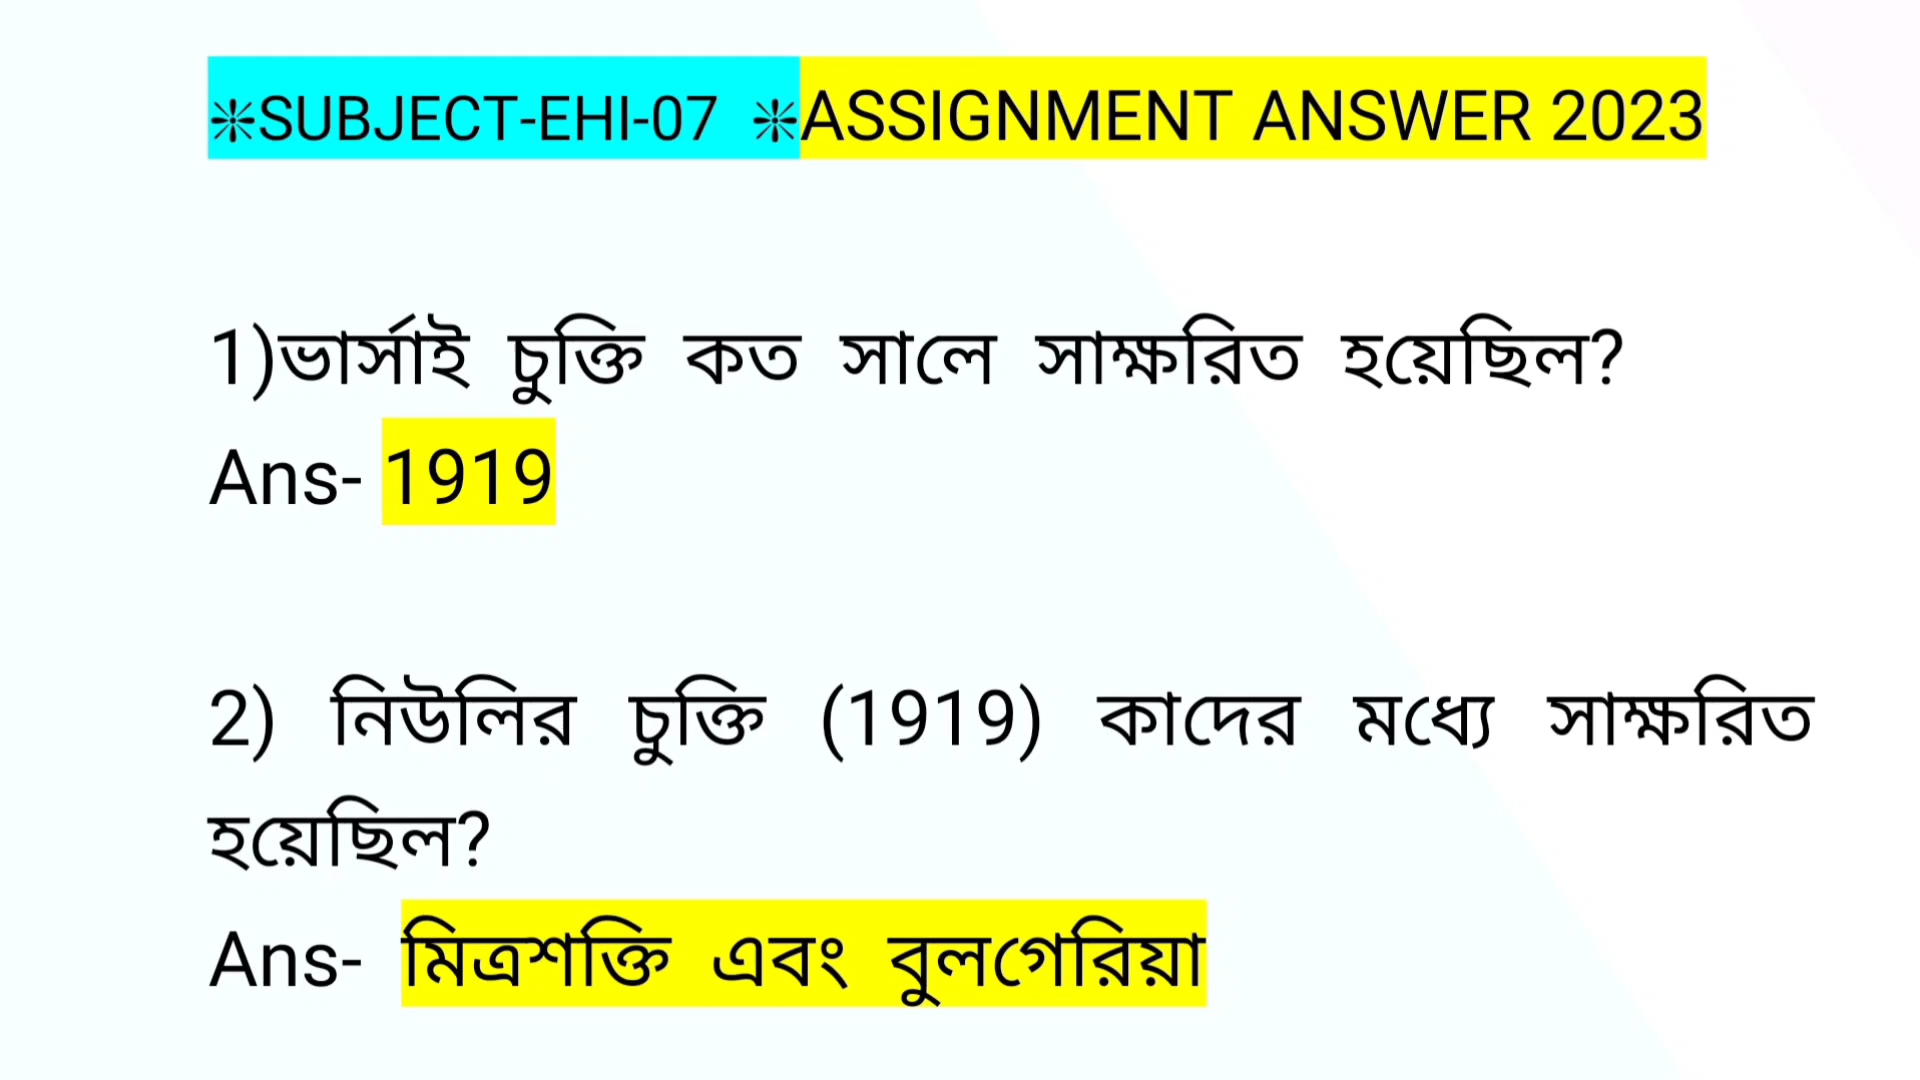 ❊SUBJECT-EHI-07 ❊ASSIGNMENT ANSWER 2023
1)ভার্সাই চুক্তি কত সালে সাক্ষরিত হয়েছিল?
Ans- 1919
2) নিউলির চুক্তি (1919) কাদের মধ্যে সাক্ষরিত
হয়েছিল?
Ans- মিত্রশক্তি এবং বুলগেরিয়া